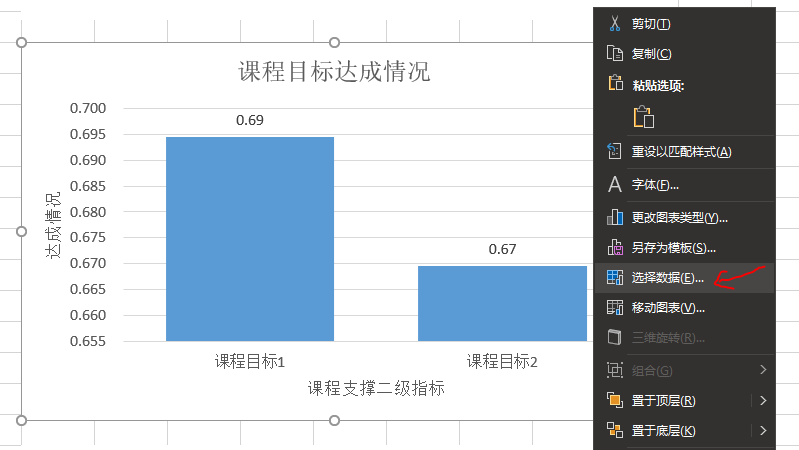 课程目标达成情况
0.700
0.695
0.690
0.685
0.680
0.675
0.670
0.665
0.660
0.655
达成情况
0.69
0.67
课程目标1
课程目标2
课程支撑二级指标
剪切(T)
复制(C)
粘贴选项:
重设以匹配样式(A)
A 字体(F)...
更改图表类型(Y)...
另存为模板(S)...
选择数据(E)...
移动图表(V)...
三维旋转(R)...
组合(G)
置于顶层(R)
置于底层(K)